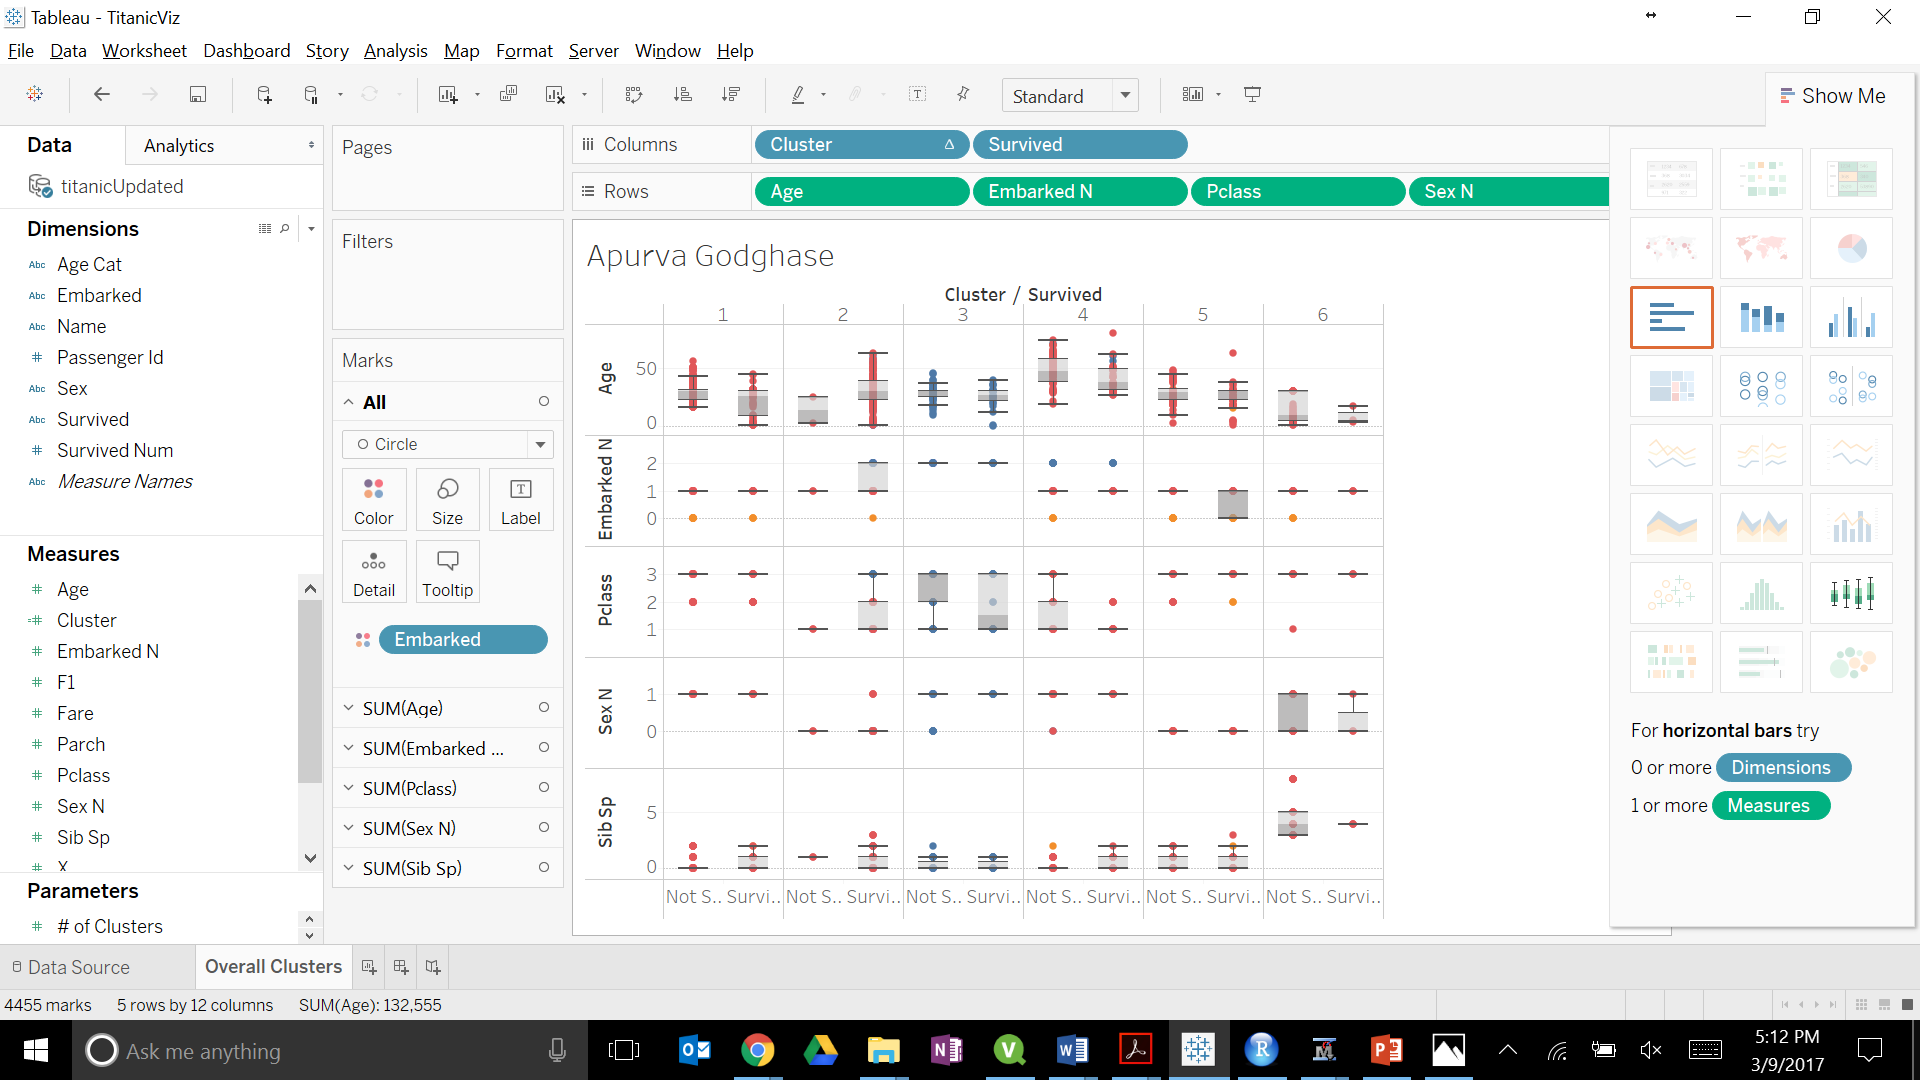 Tableau - TitanicViz
File Data Worksheet Dashboard Story Analysis Map Format Server Window Help
Standard
Show Me
Data Analytics
titanicUpdated
Dimensions
Abc Age Cat
Abc Embarked
Abc Name
# Passenger Id
Abc Sex
Abc Survived
# Survived Num
Abc Measure Names
Measures
# Age
=# Cluster
# Embarked N
# F1
# Fare
# Parch
# Pclass
# Sex N
# Sib Sp
# X
Parameters
# # of Clusters
Pages
Filters
Marks
All
Circle
Color Size Label
Detail Tooltip
Embarked
SUM(Age)
SUM(Embarked ...
SUM(Pclass)
SUM(Sex N)
SUM(Sib Sp)
Columns Cluster Δ Survived
Rows Age Embarked N Pclass Sex N
Apurva Godghase
Cluster / Survived
1 2 3 4 5 6
Age
50
0
Embarked N
2
1
0
Pclass
3
2
1
Sex N
1
0
Sib Sp
5
0
Not S.. Survi.. Not S.. Survi.. Not S.. Survi.. Not S.. Survi.. Not S.. Survi.. Not S.. Survi..
For horizontal bars try
0 or more Dimensions
1 or more Measures
Data Source Overall Clusters
4455 marks 5 rows by 12 columns SUM(Age): 132,555
Ask me anything
5:12 PM
3/9/2017